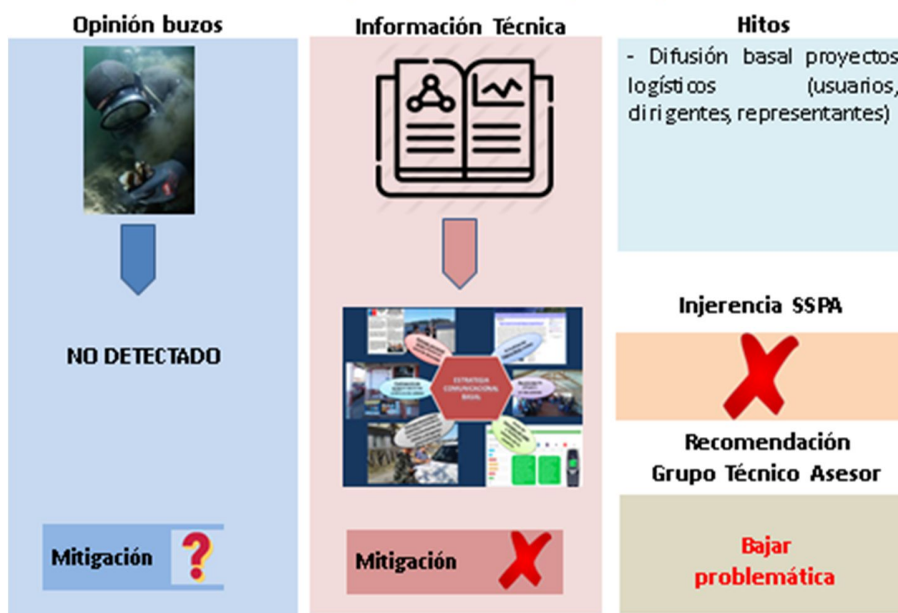 Opinión buzos
NO DETECTADO
Mitigación ?
Información Técnica
ESTRATEGIA
COMUNICACIONAL
BASAL
Mitigación
Hitos
- Difusión basal proyectos
logísticos (usuarios,
dirigentes, representantes)
Injerencia SSPA
Recomendación
Grupo Técnico Asesor
Bajar
problemática